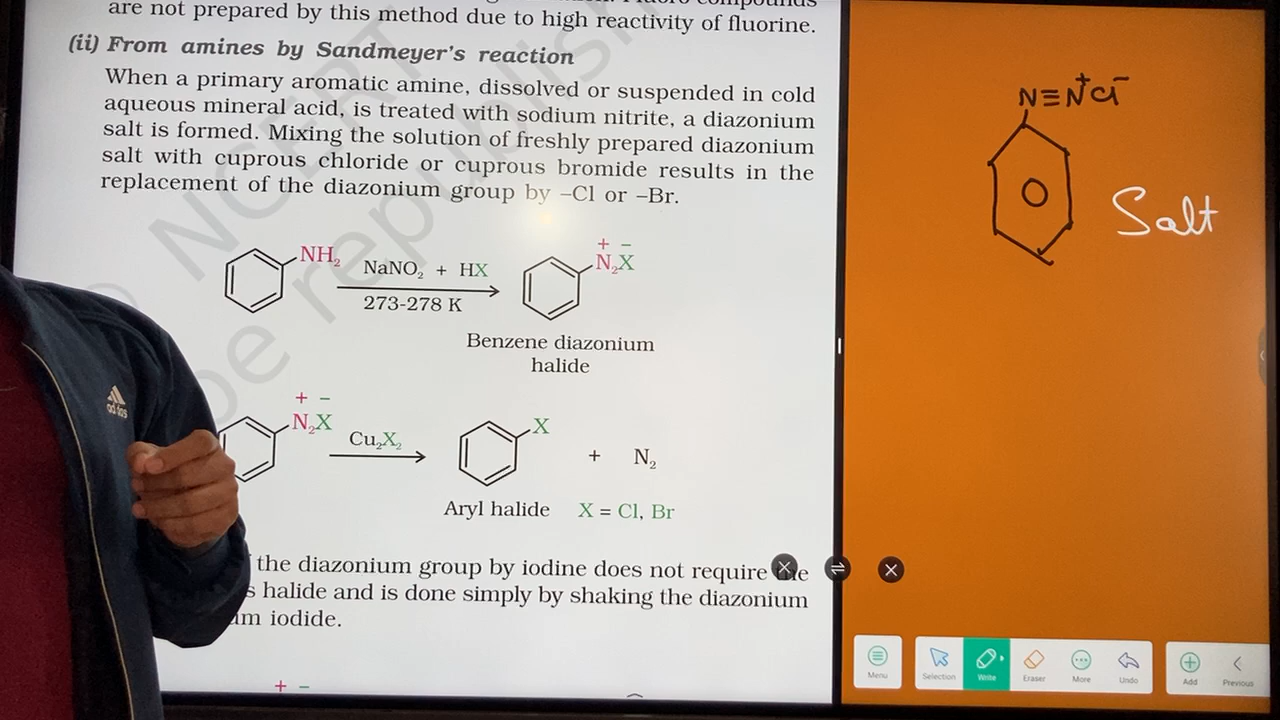 are not prepared by this method due to high reactivity of fluorine.
(ii) From amines by Sandmeyer's reaction
When a primary aromatic amine, dissolved or suspended in cold
aqueous mineral acid, is treated with sodium nitrite, a diazonium
salt is formed. Mixing the solution of freshly prepared diazonium
salt with cuprous chloride or cuprous bromide results in the
replacement of the diazonium group by –Cl or –Br.
NH₂
NaNO₂ + HX
273-278 K
+ –
N₂X
Benzene diazonium
halide
+ –
N₂X
Cu₂X₂
X
+ N₂
Aryl halide X = Cl, Br
the diazonium group by iodine does not require
halide and is done simply by shaking the diazonium
iodide.
+ –
NCERT
be republish
adidas
N≡N⁺Cl⁻
Salt
Menu
Selection
Write
Eraser
More
Undo
Add
Previous